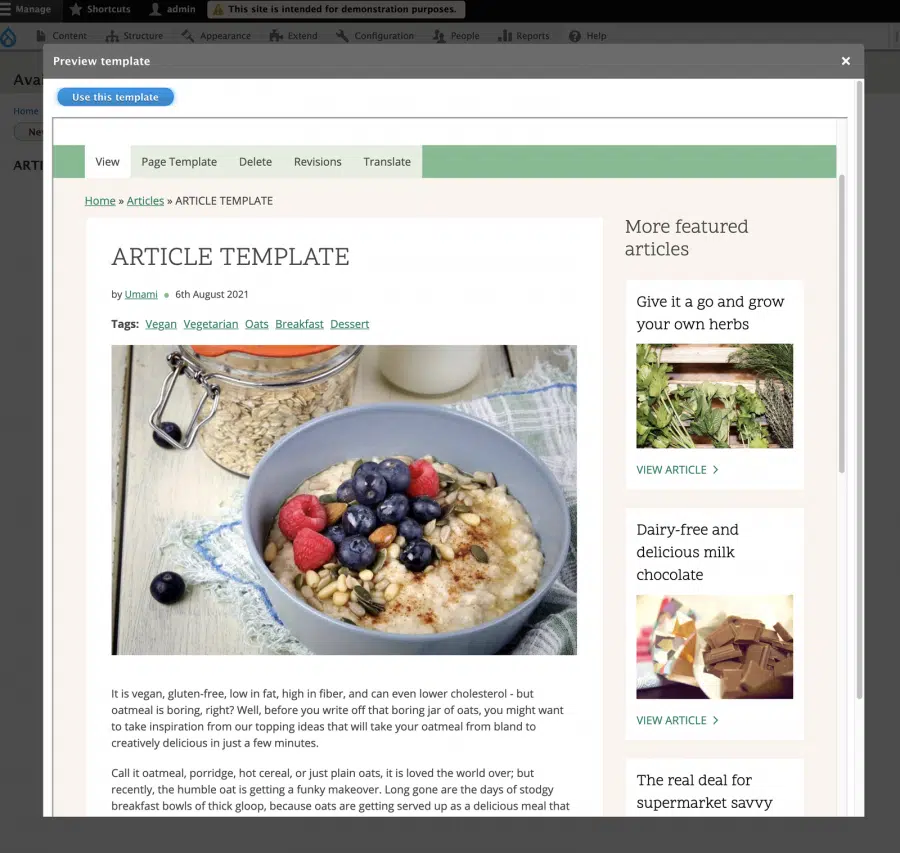 Manage Shortcuts admin This site is intended for demonstration purposes.
Content Structure Appearance Extend Configuration People Reports Help
Preview template
Use this template
Home
ARTI
View Page Template Delete Revisions Translate
Home » Articles » ARTICLE TEMPLATE
ARTICLE TEMPLATE
by Umami • 6th August 2021
Tags: Vegan Vegetarian Oats Breakfast Dessert
It is vegan, gluten-free, low in fat, high in fiber, and can even lower cholesterol - but
oatmeal is boring, right? Well, before you write off that boring jar of oats, you might want
to take inspiration from our topping ideas that will take your oatmeal from bland to
creatively delicious in just a few minutes.
Call it oatmeal, porridge, hot cereal, or just plain oats, it is loved the world over; but
recently, the humble oat is getting a funky makeover. Long gone are the days of stodgy
breakfast bowls of thick gloop, because oats are getting served up as a delicious meal that
More featured
articles
Give it a go and grow
your own herbs
VIEW ARTICLE
Dairy-free and
delicious milk
chocolate
VIEW ARTICLE
The real deal for
supermarket savvy